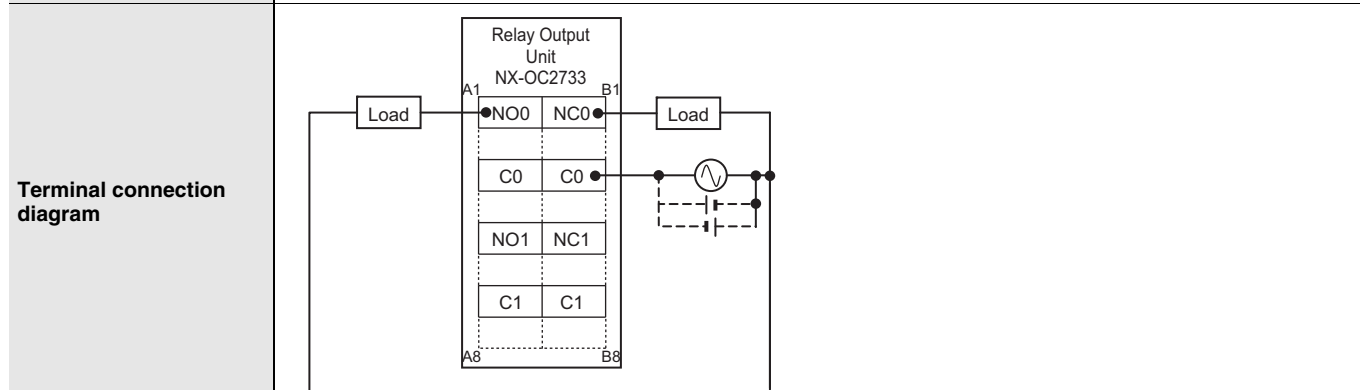 Terminal connection
diagram
Relay Output
Unit
NX-OC2733
A1 B1
Load NO0 NC0 Load
C0 C0
NO1 NC1
C1 C1
A8 B8